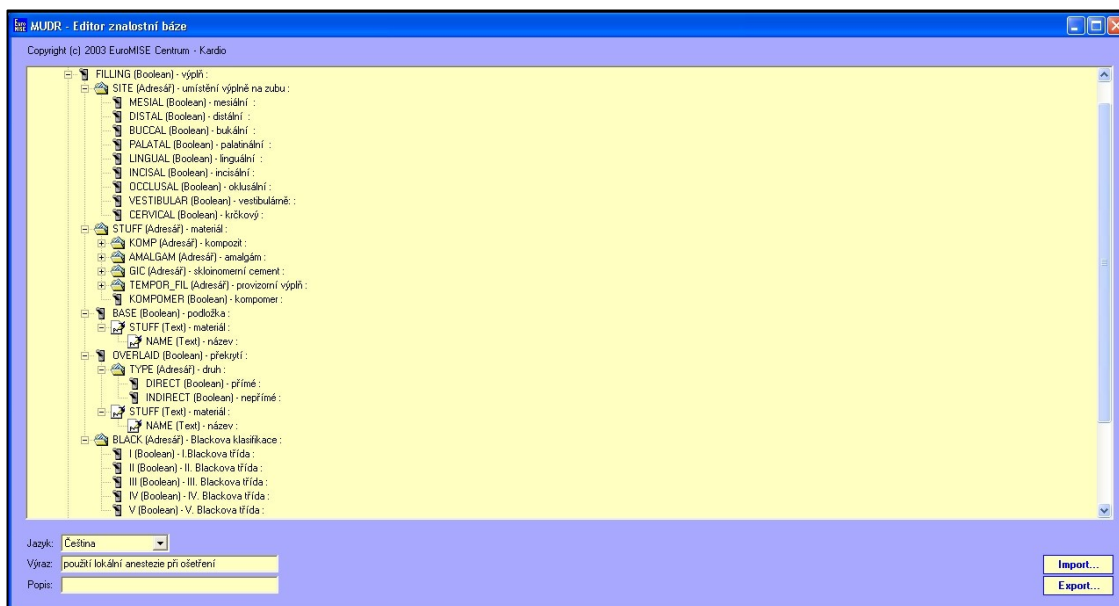 Euro MISE MUDR - Editor znalostní báze
Copyright (c) 2003 EuroMISE Centrum - Kardio
FILLING (Boolean) - výplň :
SITE (Adresář) - umístění výplně na zubu :
MESIAL (Boolean) - mesiální :
DISTAL (Boolean) - distální :
BUCCAL (Boolean) - bukální :
PALATAL (Boolean) - palatinální :
LINGUAL (Boolean) - linguální :
INCISAL (Boolean) - incisální :
OCCLUSAL (Boolean) - oklusální :
VESTIBULAR (Boolean) - vestibulárně: :
CERVICAL (Boolean) - krčkový :
STUFF (Adresář) - materiál :
KOMP (Adresář) - kompozit :
AMALGAM (Adresář) - amalgám :
GIC (Adresář) - skloinomerní cement :
TEMPOR_FIL (Adresář) - provizorní výplň :
KOMPOMER (Boolean) - kompomer :
BASE (Boolean) - podložka :
STUFF (Text) - materiál :
NAME (Text) - název :
OVERLAID (Boolean) - překrytí :
TYPE (Adresář) - druh :
DIRECT (Boolean) - přímé :
INDIRECT (Boolean) - nepřímé :
STUFF (Text) - materiál :
NAME (Text) - název :
BLACK (Adresář) - Blackova klasifikace :
I (Boolean) - I.Blackova třída :
II (Boolean) - II. Blackova třída :
III (Boolean) - III. Blackova třída :
IV (Boolean) - IV. Blackova třída :
V (Boolean) - V. Blackova třída :
Jazyk: Čeština
Výraz: použití lokální anestezie při ošetření
Popis:
Import...
Export...